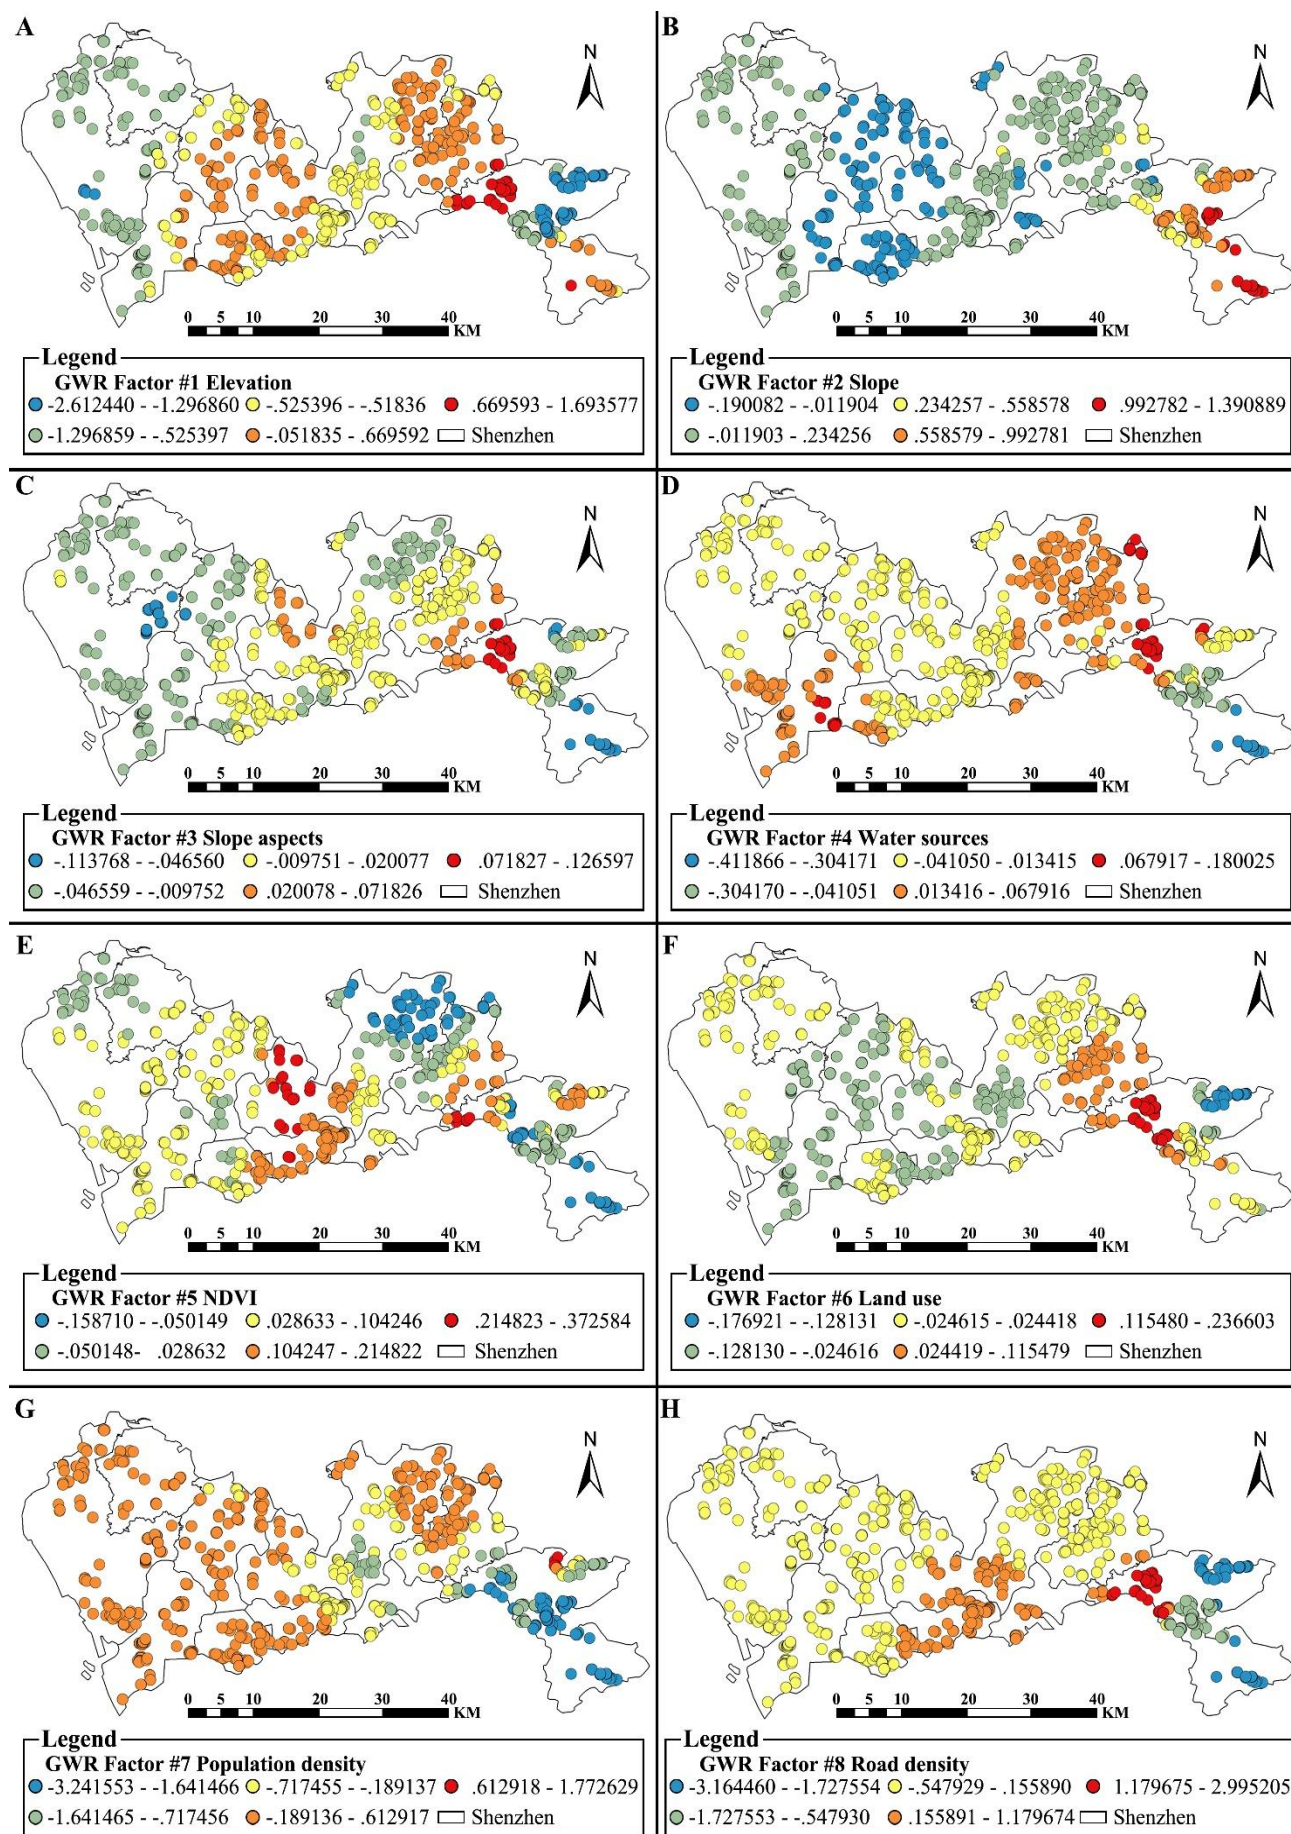 A
N
0 5 10 20 30 40
KM
Legend
GWR Factor #1 Elevation
-2.612440 - -1.296860 -.525396 - -.51836 .669593 - 1.693577
-1.296859 - -.525397 -.051835 - .669592 Shenzhen
B
N
0 5 10 20 30 40
KM
Legend
GWR Factor #2 Slope
-.190082 - -.011904 .234257 - .558578 .992782 - 1.390889
-.011903 - .234256 .558579 - .992781 Shenzhen
C
N
0 5 10 20 30 40
KM
Legend
GWR Factor #3 Slope aspects
-.113768 - -.046560 -.009751 - .020077 .071827 - .126597
-.046559 - -.009752 .020078 - .071826 Shenzhen
D
N
0 5 10 20 30 40
KM
Legend
GWR Factor #4 Water sources
-.411866 - -.304171 -.041050 - .013415 .067917 - .180025
-.304170 - -.041051 .013416 - .067916 Shenzhen
E
N
0 5 10 20 30 40
KM
Legend
GWR Factor #5 NDVI
-.158710 - -.050149 .028633 - .104246 .214823 - .372584
-.050148- .028632 .104247 - .214822 Shenzhen
F
N
0 5 10 20 30 40
KM
Legend
GWR Factor #6 Land use
-.176921 - -.128131 -.024615 - .024418 .115480 - .236603
-.128130 - -.024616 .024419 - .115479 Shenzhen
G
N
0 5 10 20 30 40
KM
Legend
GWR Factor #7 Population density
-3.241553 - -1.641466 -.717455 - -.189137 .612918 - 1.772629
-1.641465 - -.717456 -.189136 - .612917 Shenzhen
H
N
0 5 10 20 30 40
KM
Legend
GWR Factor #8 Road density
-3.164460 - -1.727554 -.547929 - .155890 1.179675 - 2.995205
-1.727553 - -.547930 .155891 - 1.179674 Shenzhen